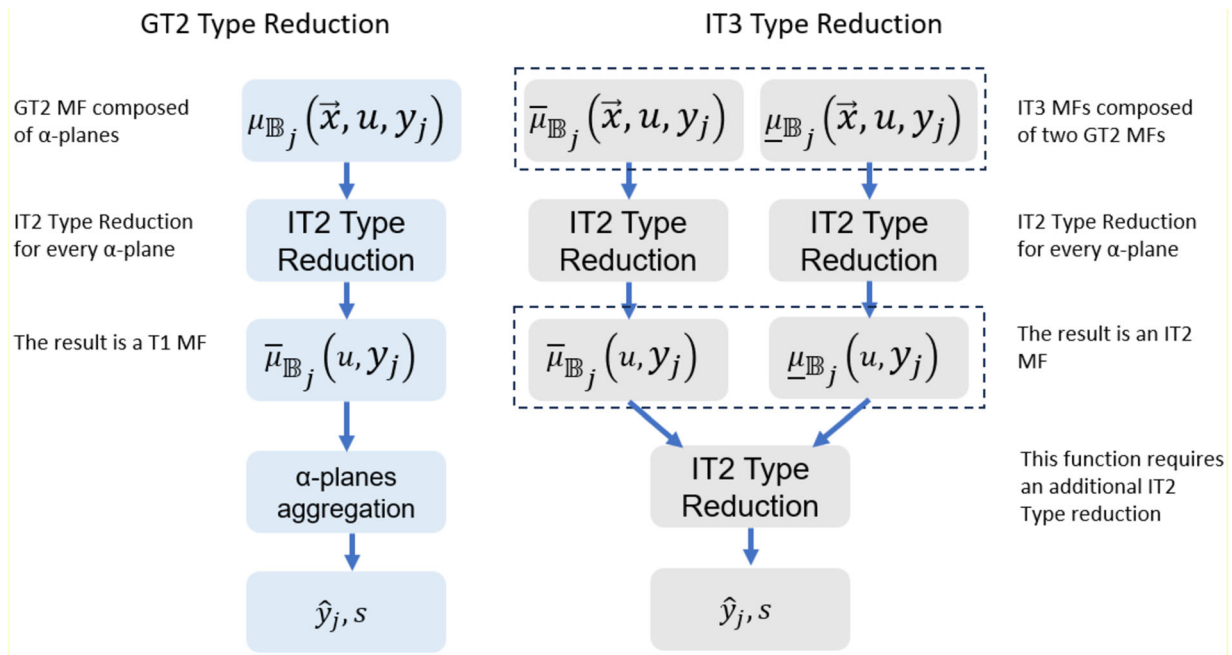 GT2 Type Reduction
IT3 Type Reduction
GT2 MF composed
of α-planes
μ𝔹ⱼ(x⃗, u, yⱼ)
μ̅𝔹ⱼ(x⃗, u, yⱼ)
μ̲𝔹ⱼ(x⃗, u, yⱼ)
IT3 MFs composed
of two GT2 MFs
IT2 Type Reduction
for every α-plane
IT2 Type
Reduction
IT2 Type
Reduction
IT2 Type
Reduction
IT2 Type Reduction
for every α-plane
The result is a T1 MF
μ̅𝔹ⱼ(u, yⱼ)
μ̅𝔹ⱼ(u, yⱼ)
μ̲𝔹ⱼ(u, yⱼ)
The result is an IT2
MF
α-planes
aggregation
IT2 Type
Reduction
This function requires
an additional IT2
Type reduction
ŷⱼ, s
ŷⱼ, s